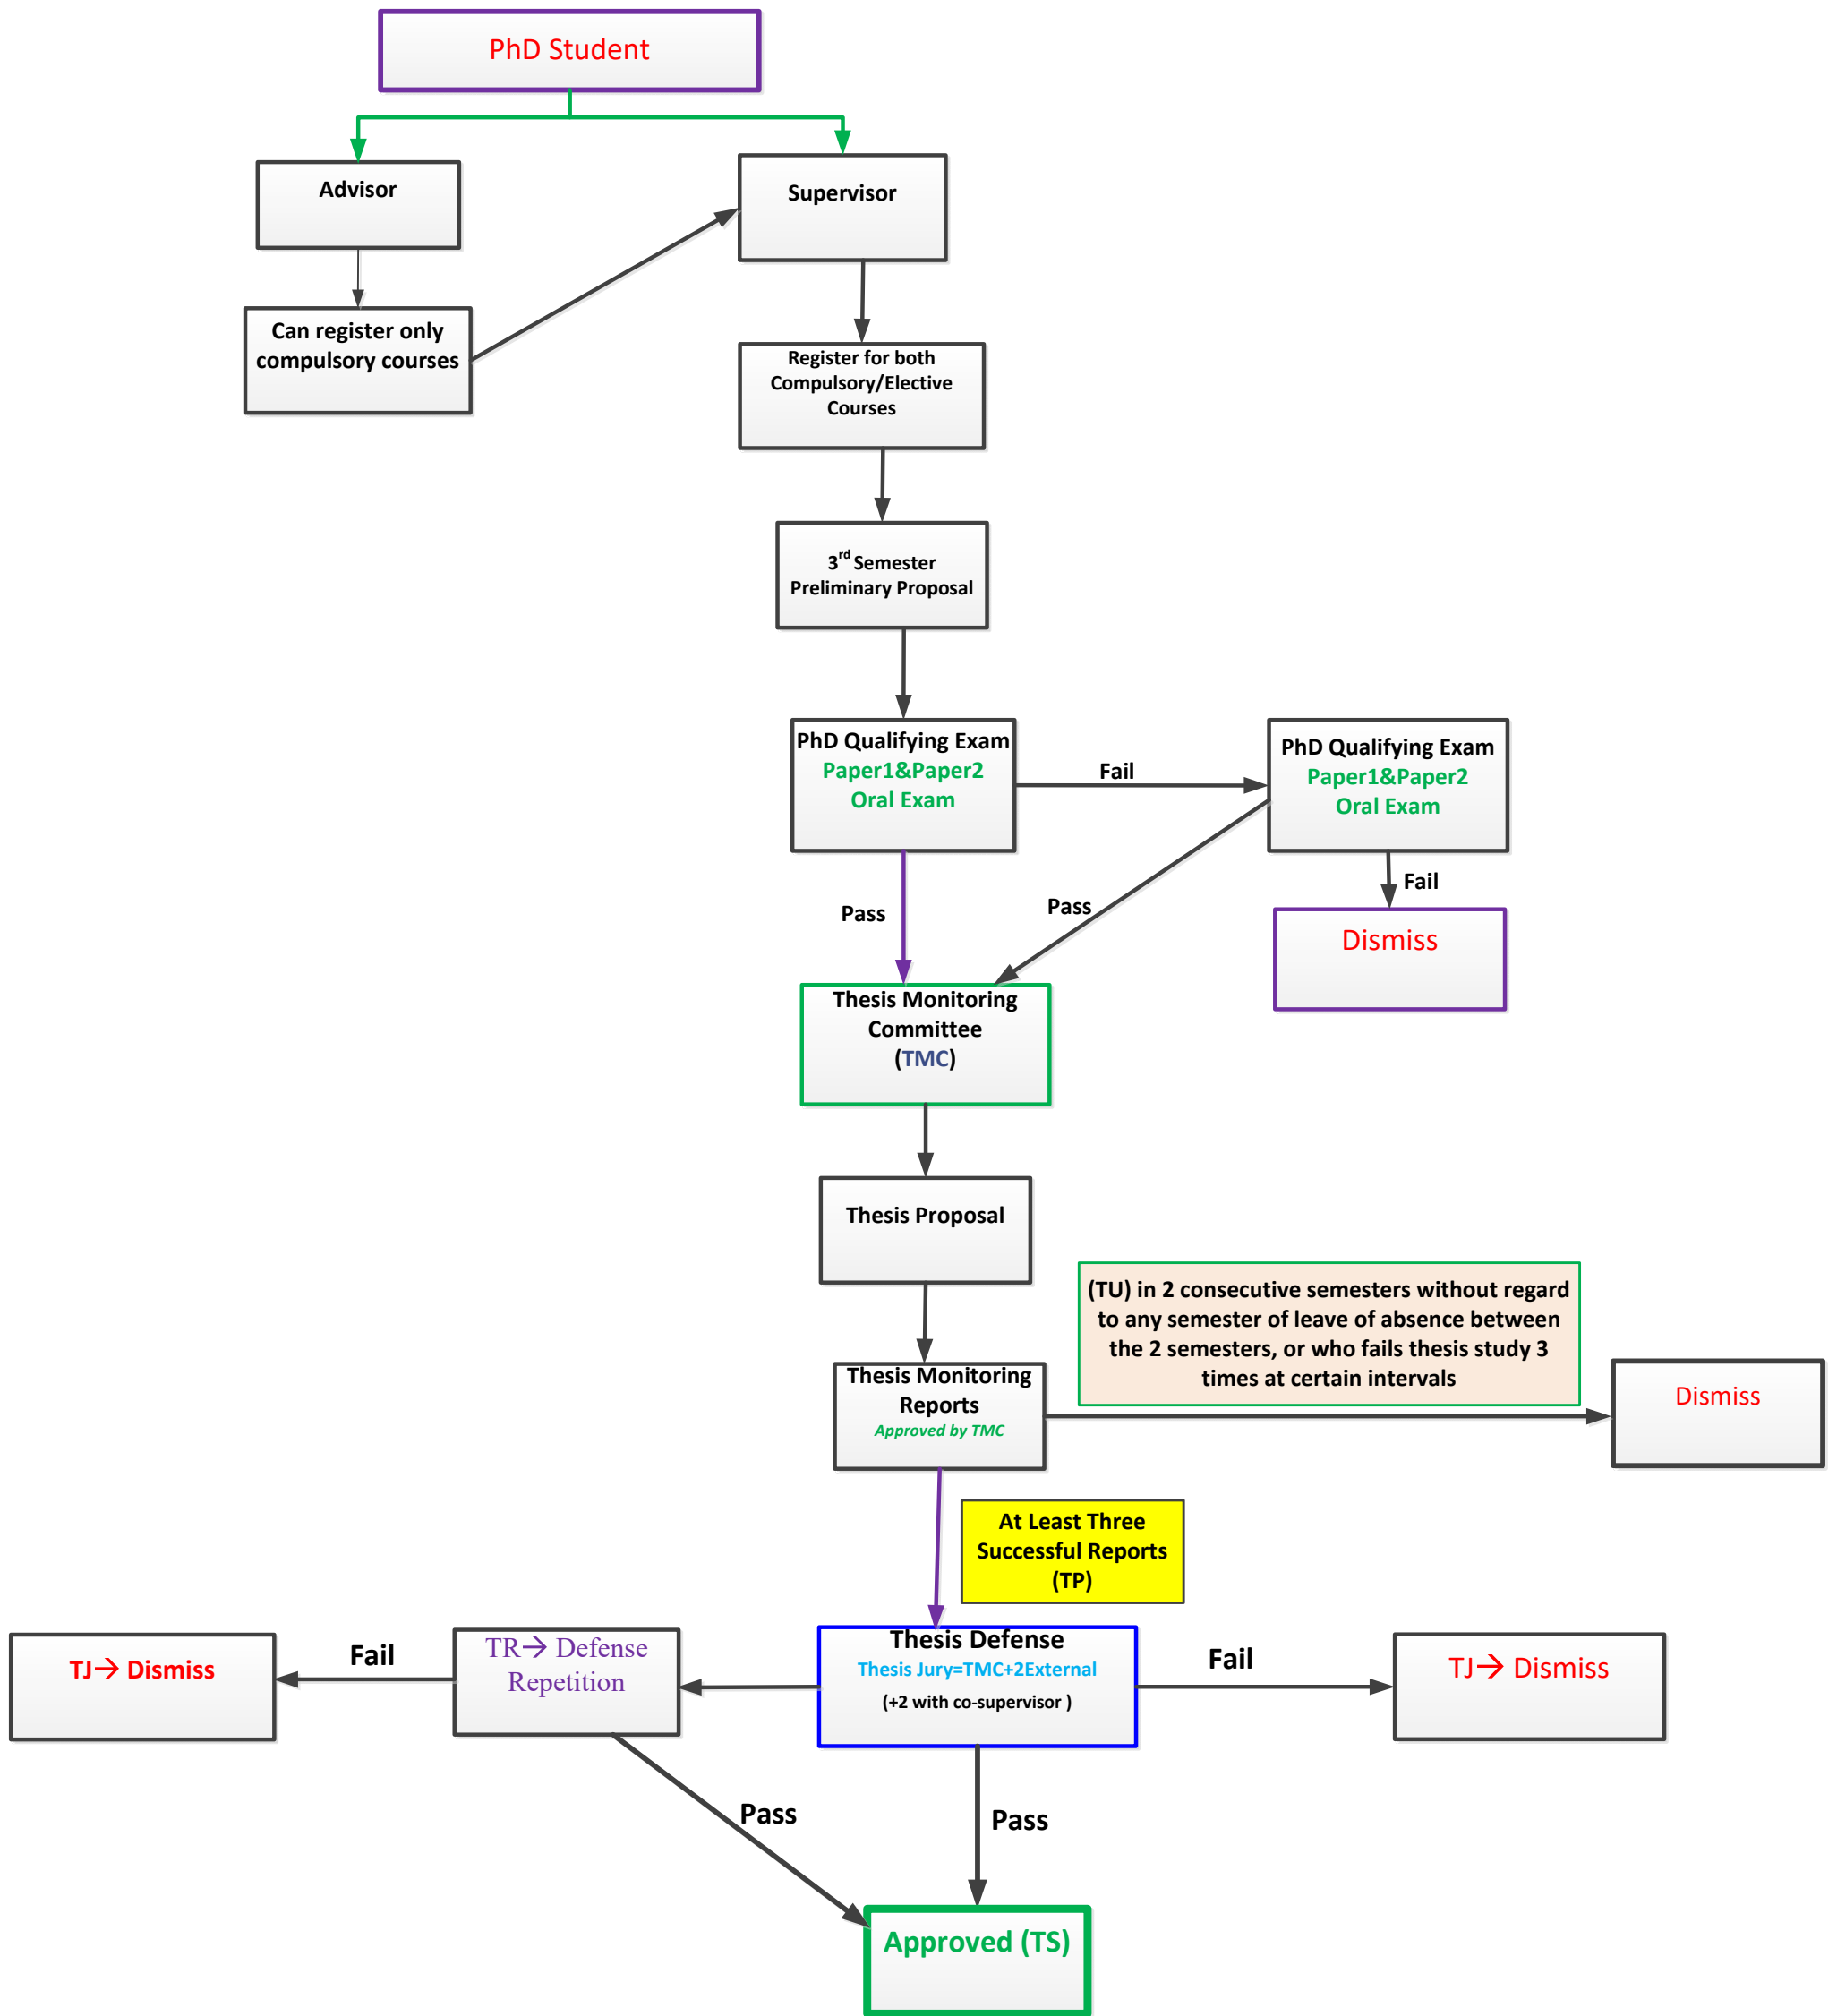 PhD Student
Advisor
Supervisor
Can register only
compulsory courses
Register for both
Compulsory/Elective
Courses
3rd Semester
Preliminary Proposal
PhD Qualifying Exam
Paper1&Paper2
Oral Exam
Fail
PhD Qualifying Exam
Paper1&Paper2
Oral Exam
Pass
Pass
Fail
Dismiss
Thesis Monitoring
Committee
(TMC)
Thesis Proposal
(TU) in 2 consecutive semesters without regard
to any semester of leave of absence between
the 2 semesters, or who fails thesis study 3
times at certain intervals
Thesis Monitoring
Reports
Approved by TMC
Dismiss
At Least Three
Successful Reports
(TP)
TJ→ Dismiss
Fail
TR→ Defense
Repetition
Thesis Defense
Thesis Jury=TMC+2External
(+2 with co-supervisor )
Fail
TJ→ Dismiss
Pass
Pass
Approved (TS)